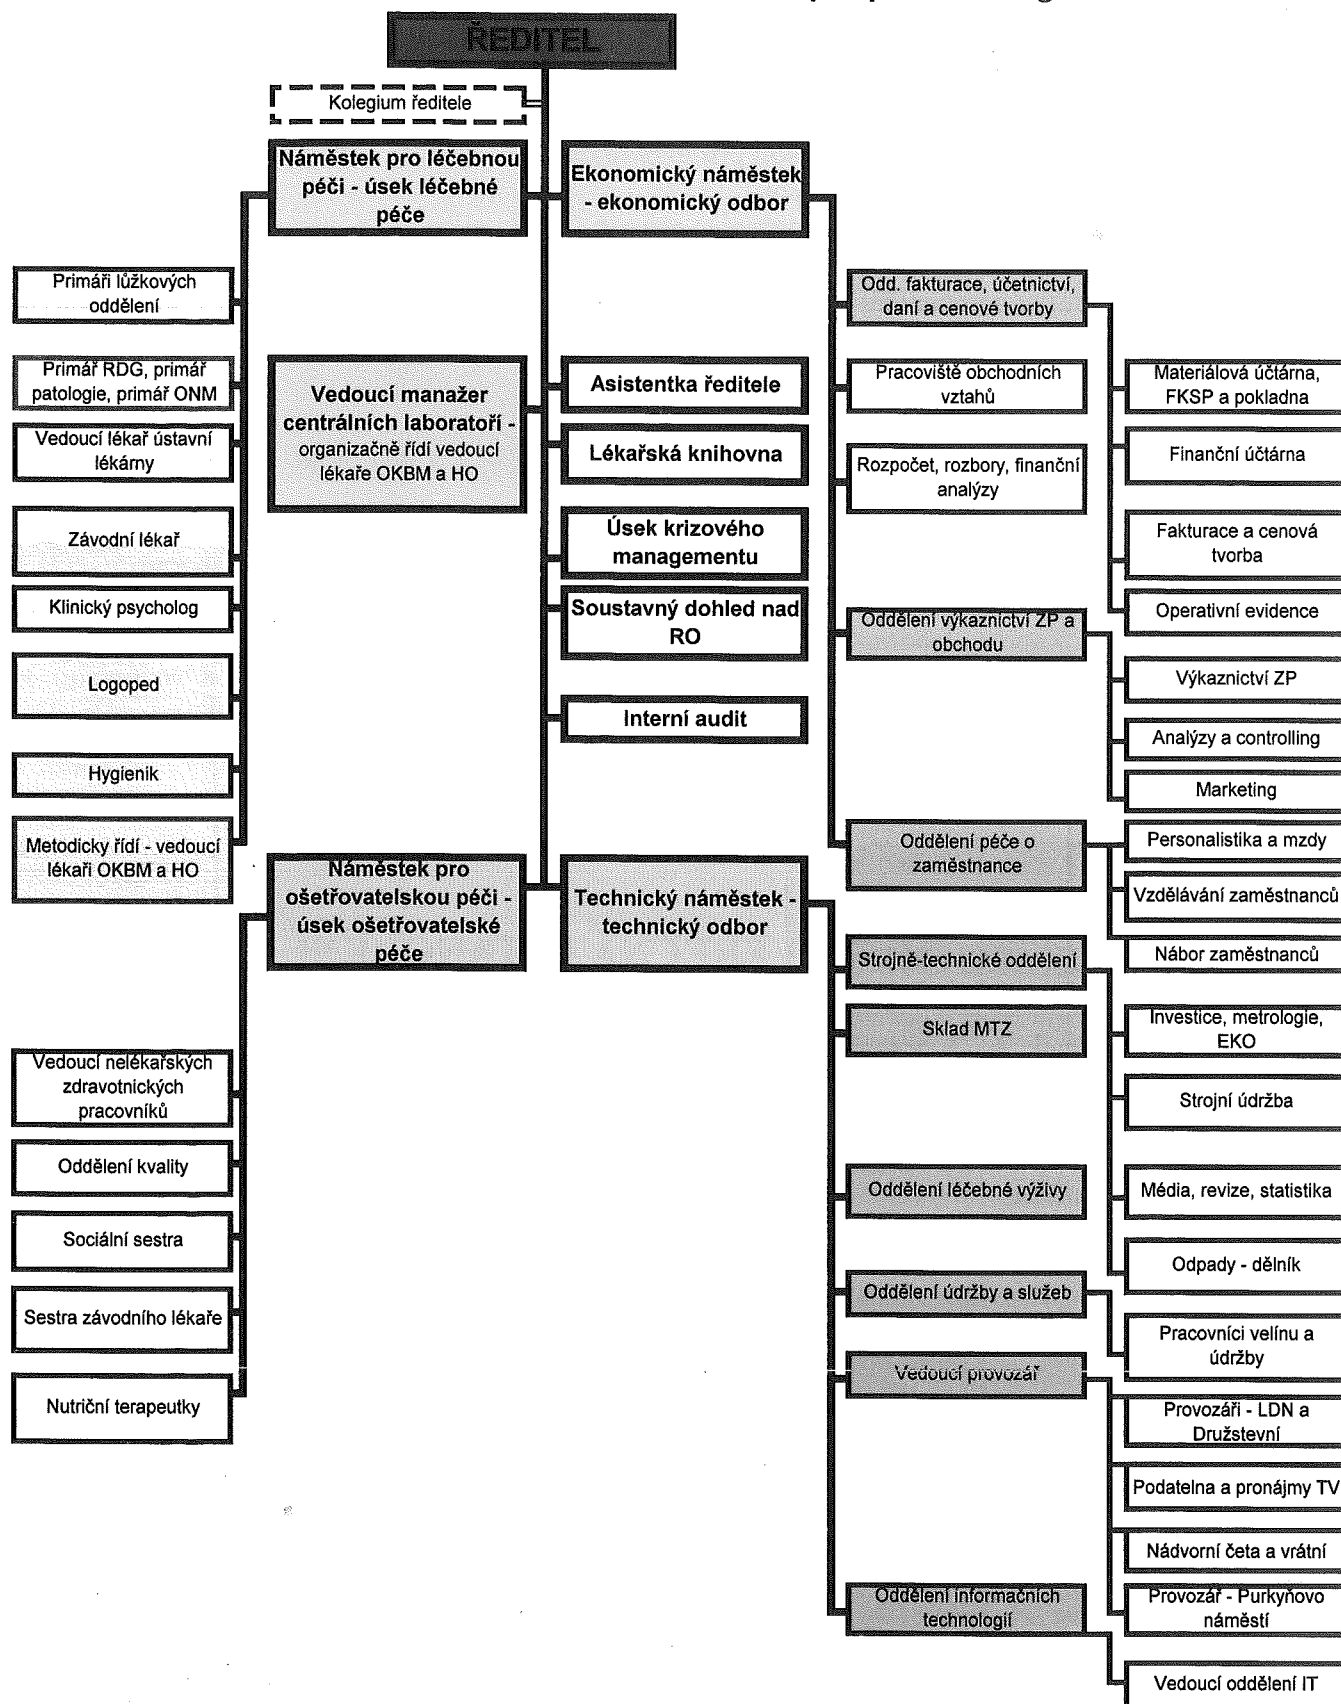 ŘEDITEL
Kolegium ředitele
Náměstek pro léčebnou
péči - úsek léčebné
péče
Ekonomický náměstek
- ekonomický odbor
Primáři lůžkových
oddělení
Primář RDG, primář
patologie, primář ONM
Vedoucí lékař ústavní
lékárny
Závodní lékař
Klinický psycholog
Logoped
Hygienik
Metodicky řídí - vedoucí
lékaři OKBM a HO
Vedoucí manažer
centrálních laboratoří -
organizačně řídí vedoucí
lékaře OKBM a HO
Asistentka ředitele
Lékařská knihovna
Úsek krizového
managementu
Soustavný dohled nad
RO
Interní audit
Odd. fakturace, účetnictví,
daní a cenové tvorby
Pracoviště obchodních
vztahů
Rozpočet, rozbory, finanční
analýzy
Oddělení výkaznictví ZP a
obchodu
Oddělení péče o
zaměstnance
Materiálová účtárna,
FKSP a pokladna
Finanční účtárna
Fakturace a cenová
tvorba
Operativní evidence
Výkaznictví ZP
Analýzy a controlling
Marketing
Personalistika a mzdy
Vzdělávání zaměstnanců
Nábor zaměstnanců
Náměstek pro
ošetřovatelskou péči -
úsek ošetřovatelské
péče
Technický náměstek -
technický odbor
Vedoucí nelékařských
zdravotnických
pracovníků
Oddělení kvality
Sociální sestra
Sestra závodního lékaře
Nutriční terapeutky
Strojně-technické oddělení
Sklad MTZ
Oddělení léčebné výživy
Oddělení údržby a služeb
Vedoucí provozář
Oddělení informačních
technologií
Investice, metrologie,
EKO
Strojní údržba
Média, revize, statistika
Odpady - dělník
Pracovníci velínu a
údržby
Provozáři - LDN a
Družstevní
Podatelna a pronájmy TV
Nádvorní četa a vrátní
Provozář - Purkyňovo
náměstí
Vedoucí oddělení IT